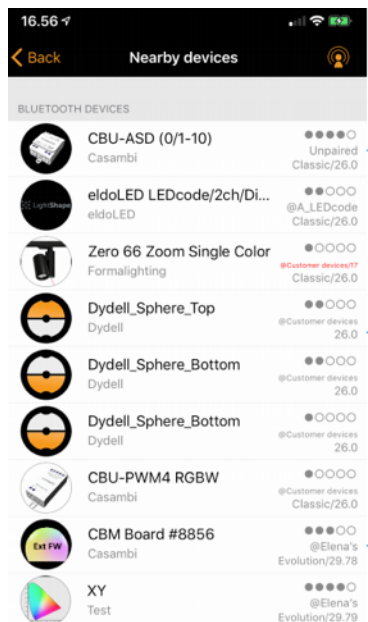 16.56
Back
Nearby devices
BLUETOOTH DEVICES
CBU-ASD (0/1-10)
Casambi
Unpaired
Classic/26.0
LightShape
eldoLED LEDcode/2ch/Di...
eldoLED
@A_LEDcode
Classic/26.0
Zero 66 Zoom Single Color
Formalighting
@Customer devices/17
Classic/26.0
Dydell_Sphere_Top
Dydell
@Customer devices
26.0
Dydell_Sphere_Bottom
Dydell
@Customer devices
26.0
Dydell_Sphere_Bottom
Dydell
@Customer devices
26.0
CBU-PWM4 RGBW
Casambi
@Customer devices
Classic/26.0
Ext FW
CBM Board #8856
Casambi
@Elena's
Evolution/29.78
XY
Test
@Elena's
Evolution/29.79